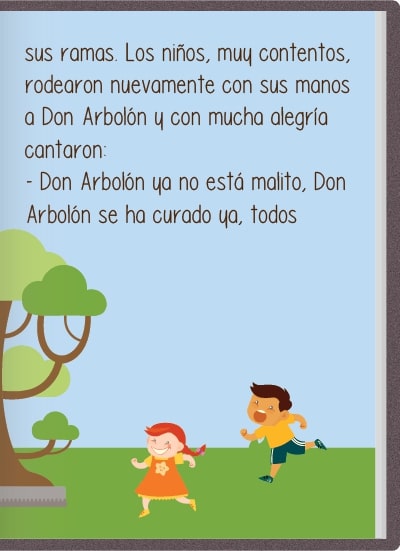 sus ramas. Los niños, muy contentos,
rodearon nuevamente con sus manos
a Don Arbolón y con mucha alegría
cantaron:
- Don Arbolón ya no está malito, Don
Arbolón se ha curado ya, todos